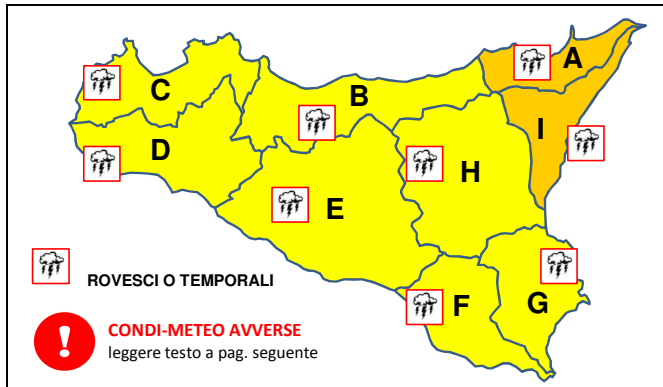 A
C
B
I
D
H
E
F
G
ROVESCI O TEMPORALI
!
CONDI-METEO AVVERSE
leggere testo a pag. seguente